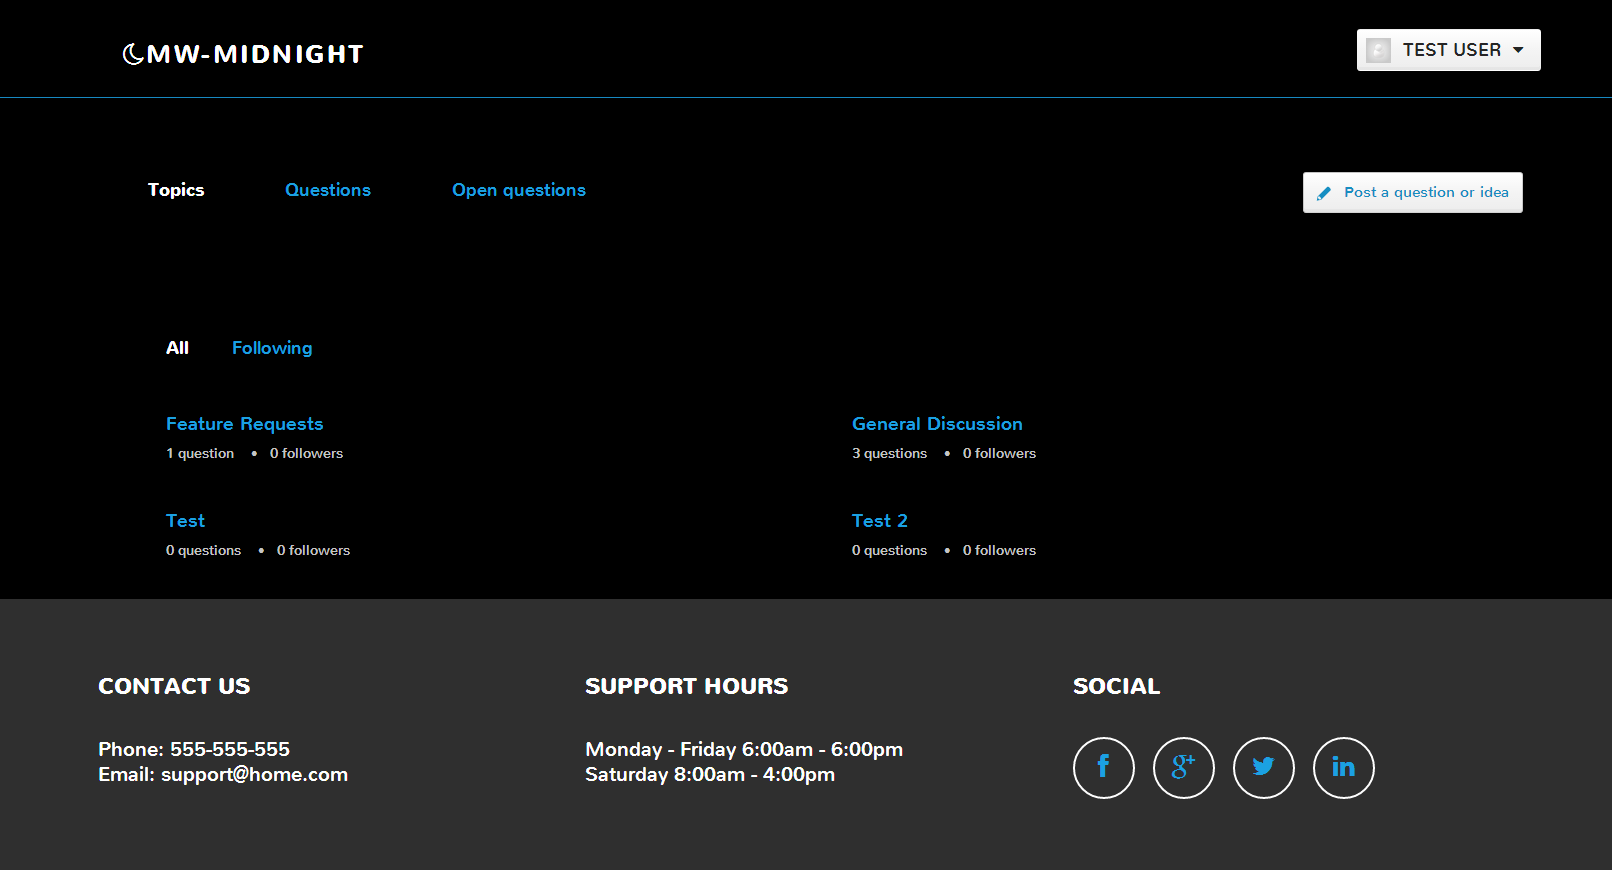 MW-MIDNIGHT
TEST USER
Topics Questions Open questions
Post a question or idea
All Following
Feature Requests
1 question • 0 followers
General Discussion
3 questions • 0 followers
Test
0 questions • 0 followers
Test 2
0 questions • 0 followers
CONTACT US
Phone: 555-555-555
Email: support@home.com
SUPPORT HOURS
Monday - Friday 6:00am - 6:00pm
Saturday 8:00am - 4:00pm
SOCIAL
f g+ in